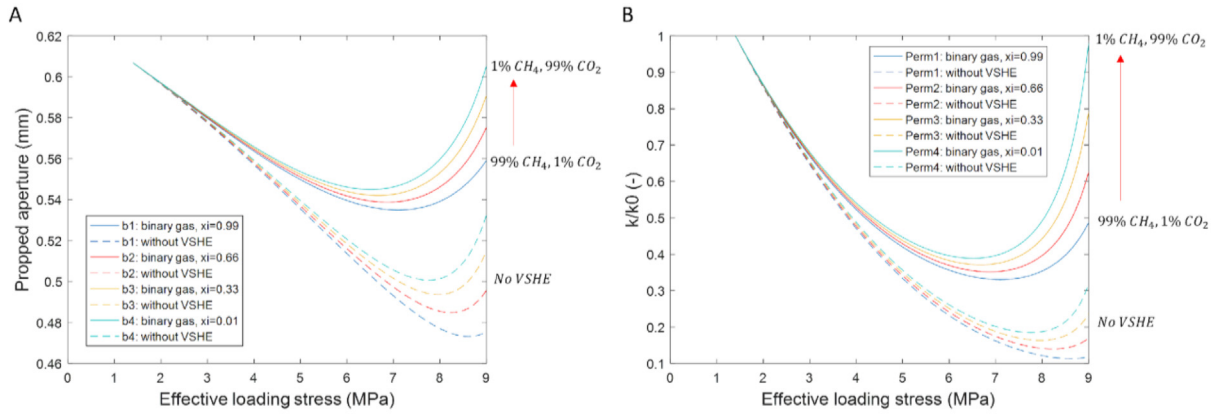 A
0.62
0.6
0.58
0.56
0.54
0.52
0.5
0.48
0.46
Propped aperture (mm)
b1: binary gas, xi=0.99
b1: without VSHE
b2: binary gas, xi=0.66
b2: without VSHE
b3: binary gas, xi=0.33
b3: without VSHE
b4: binary gas, xi=0.01
b4: without VSHE
0 1 2 3 4 5 6 7 8 9
Effective loading stress (MPa)
1% CH₄, 99% CO₂
99% CH₄, 1% CO₂
No VSHE
B
1
0.9
0.8
0.7
0.6
0.5
0.4
0.3
0.2
0.1
k/k0 (-)
Perm1: binary gas, xi=0.99
Perm1: without VSHE
Perm2: binary gas, xi=0.66
Perm2: without VSHE
Perm3: binary gas, xi=0.33
Perm3: without VSHE
Perm4: binary gas, xi=0.01
Perm4: without VSHE
0 1 2 3 4 5 6 7 8 9
Effective loading stress (MPa)
1% CH₄, 99% CO₂
99% CH₄, 1% CO₂
No VSHE